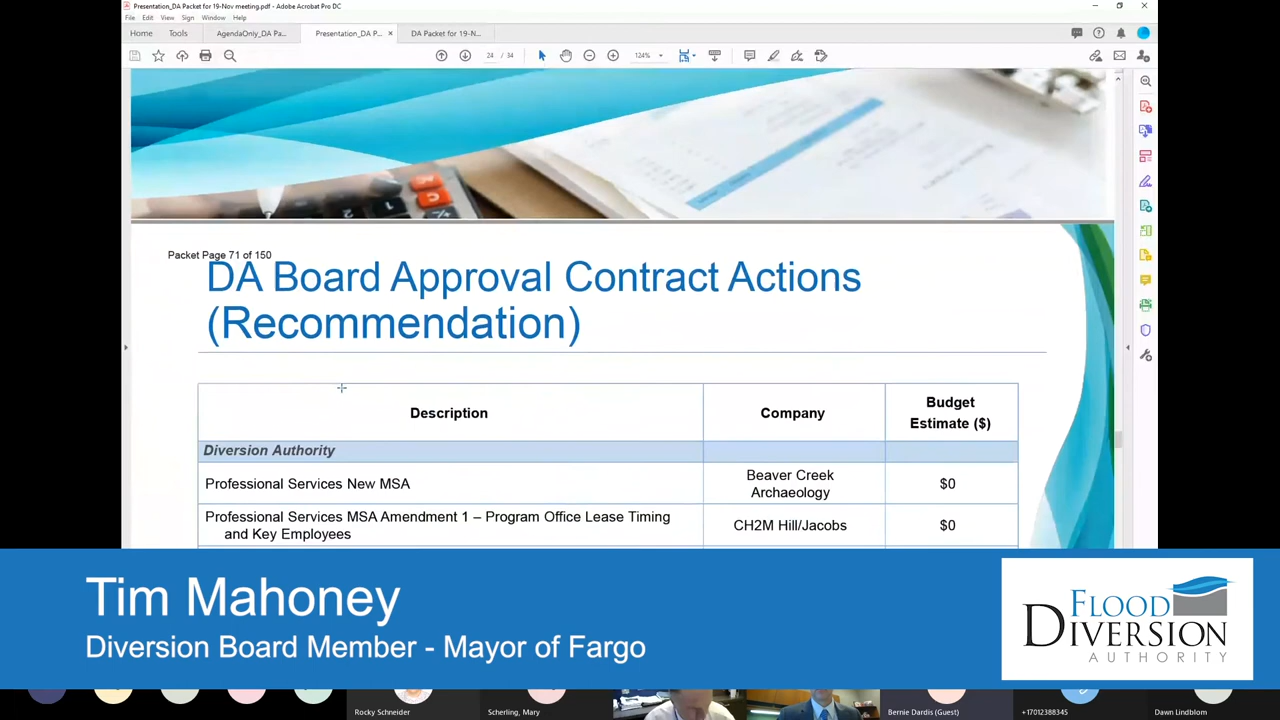 Presentation_DA Packet for 19-Nov meeting.pdf - Adobe Acrobat Pro DC
File Edit View Sign Window Help
Home Tools AgendaOnly_DA Pa... Presentation_DA P... × DA Packet for 19-N...
24 / 34 124%
Packet Page 71 of 150
DA Board Approval Contract Actions
(Recommendation)
Description Company Budget
Estimate ($)
Diversion Authority
Professional Services New MSA Beaver Creek
Archaeology $0
Professional Services MSA Amendment 1 – Program Office Lease Timing
and Key Employees CH2M Hill/Jacobs $0
Tim Mahoney
Diversion Board Member - Mayor of Fargo
FLOOD
DIVERSION
AUTHORITY
Rocky Schneider Scherling, Mary Bernie Dardis (Guest) +17012388345 Dawn Lindblom